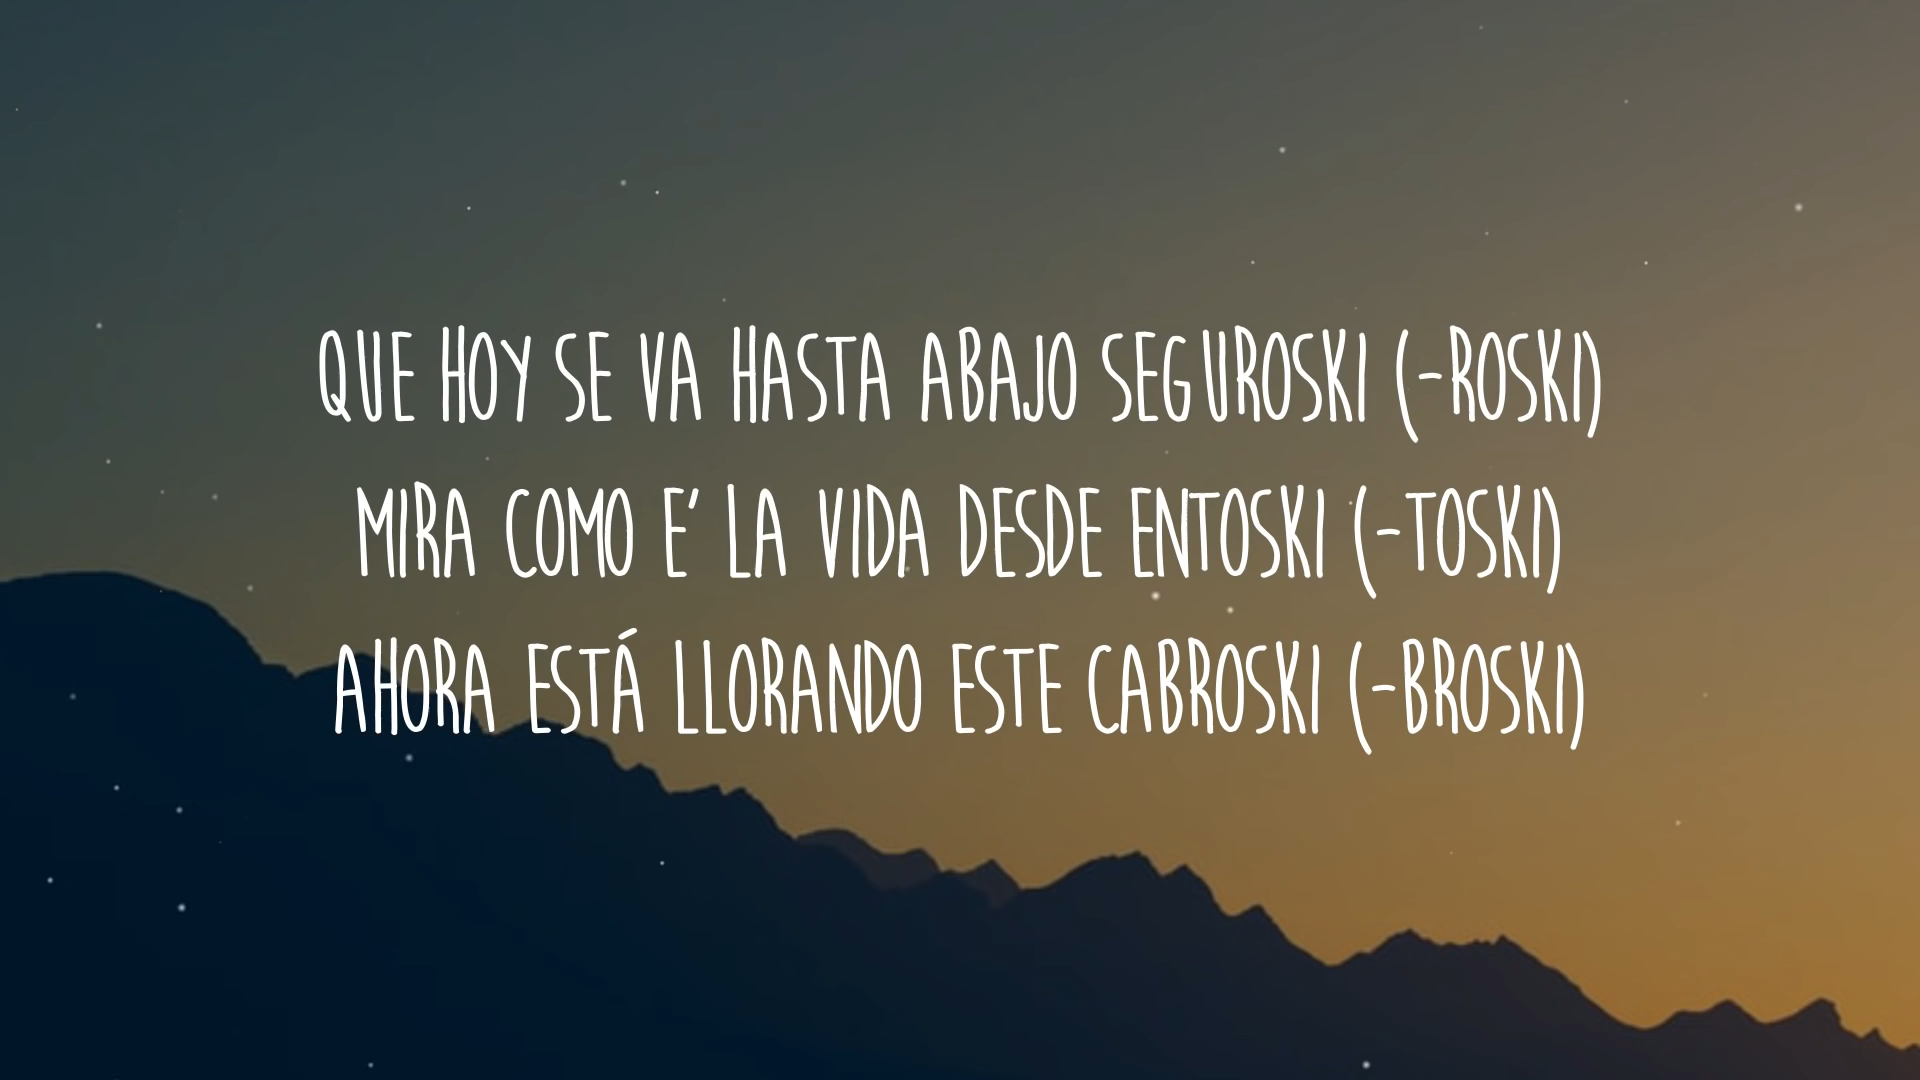 QUE HOY SE VA HASTA ABAJO SEGUROSKI (-ROSKI)
MIRA COMO E' LA VIDA DESDE ENTOSKI (-TOSKI)
AHORA ESTÁ LLORANDO ESTE CABROSKI (-BROSKI)